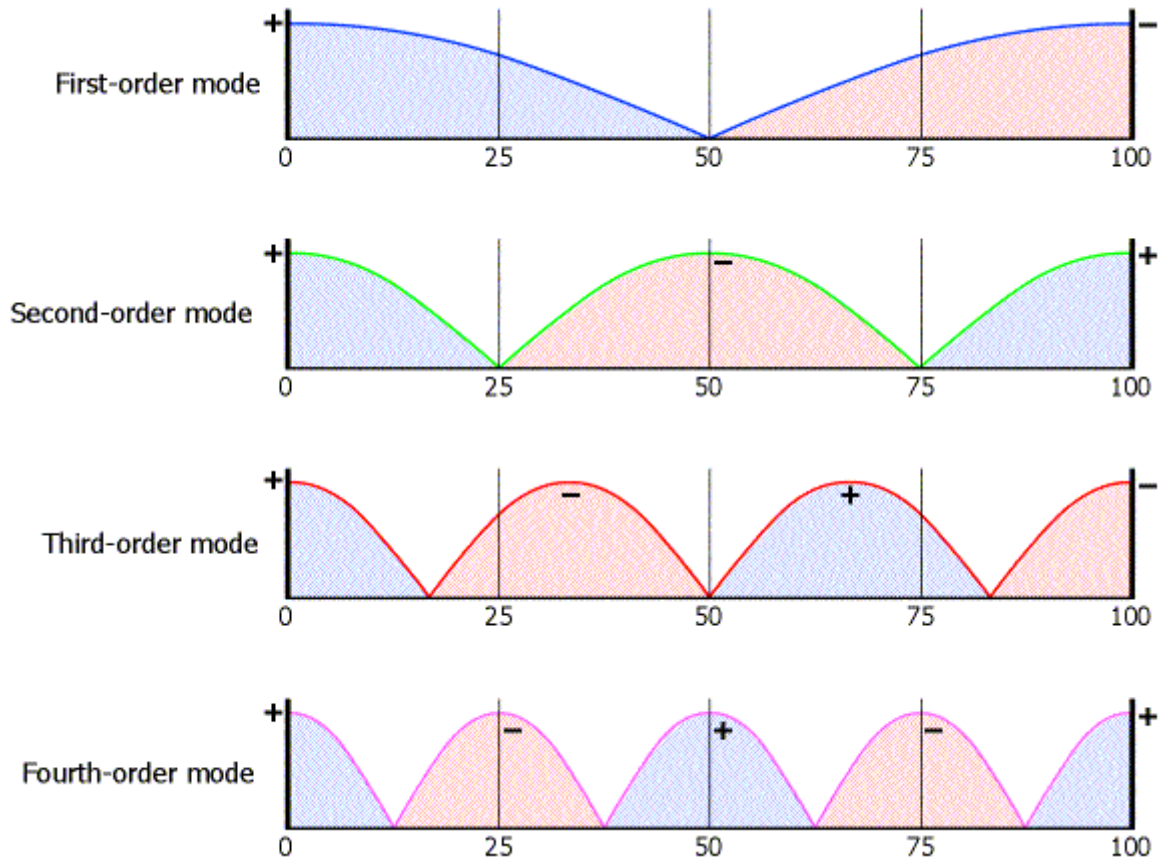 + −
First-order mode
0 25 50 75 100
+ − +
Second-order mode
0 25 50 75 100
+ − + −
Third-order mode
0 25 50 75 100
+ − + − +
Fourth-order mode
0 25 50 75 100